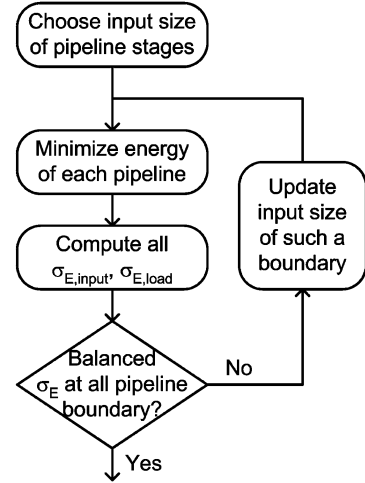 Choose input size
of pipeline stages
Minimize energy
of each pipeline
Compute all
σE,input, σE,load
Balanced
σE at all pipeline
boundary?
No
Update
input size
of such a
boundary
Yes